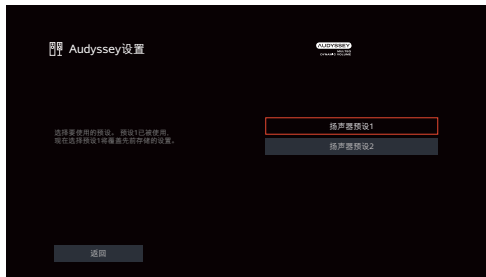 Audyssey设置
AUDYSSEY
DYNAMIC VOLUME
选择要使用的预设。 预设1已被使用.
现在选择预设1将覆盖先前存储的设置。
扬声器预设1
扬声器预设2
返回